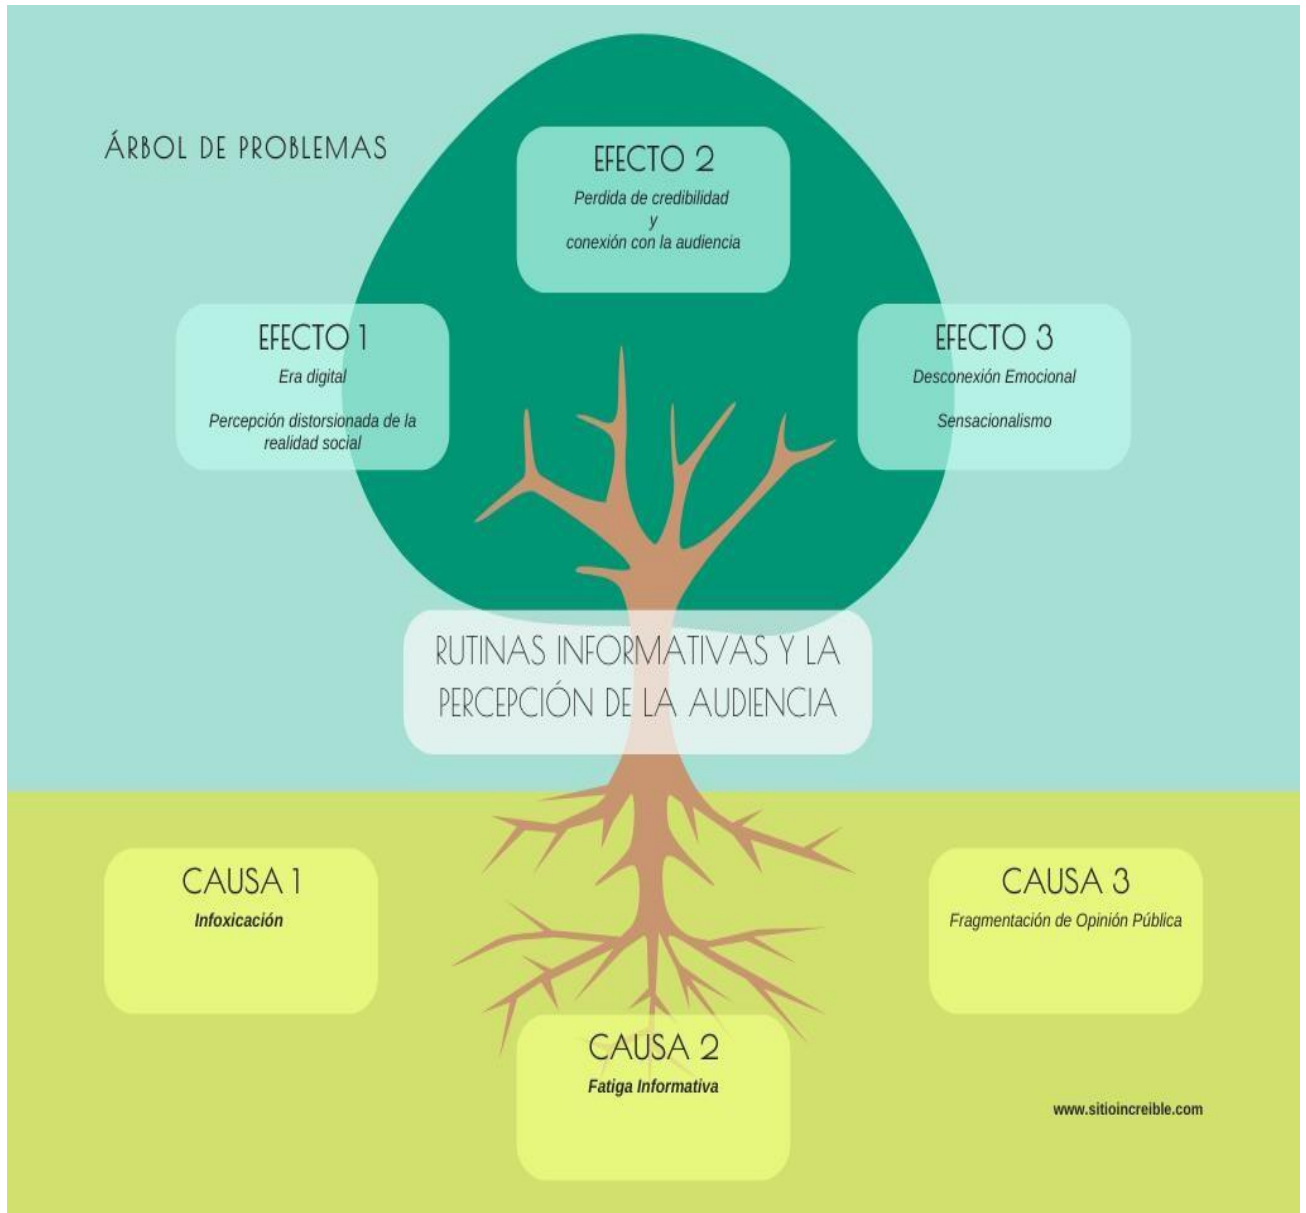 ÁRBOL DE PROBLEMAS
EFECTO 2
Perdida de credibilidad
y
conexión con la audiencia
EFECTO 1
Era digital
Percepción distorsionada de la
realidad social
EFECTO 3
Desconexión Emocional
Sensacionalismo
RUTINAS INFORMATIVAS Y LA
PERCEPCIÓN DE LA AUDIENCIA
CAUSA 1
Infoxicación
CAUSA 3
Fragmentación de Opinión Pública
CAUSA 2
Fatiga Informativa
www.sitioincreible.com